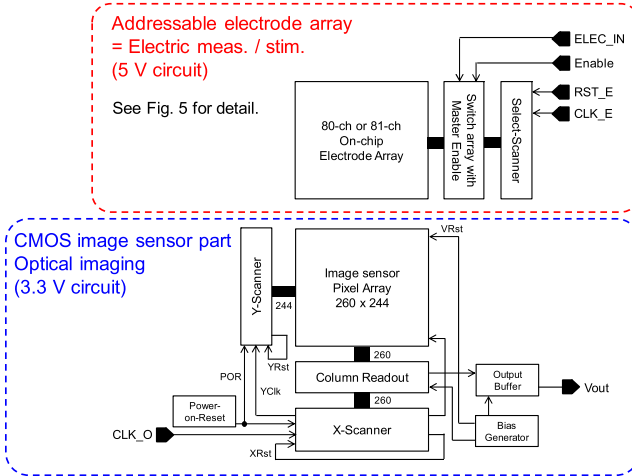 Addressable electrode array
= Electric meas. / stim.
(5 V circuit)
See Fig. 5 for detail.
80-ch or 81-ch
On-chip
Electrode Array
Switch array with
Master Enable
Select-Scanner
ELEC_IN
Enable
RST_E
CLK_E
CMOS image sensor part
Optical imaging
(3.3 V circuit)
Y-Scanner
244
Image sensor
Pixel Array
260 x 244
VRst
YRst
260
POR
YClk
Column Readout
Output
Buffer
Vout
260
Power-
on-Reset
X-Scanner
Bias
Generator
CLK_O
XRst